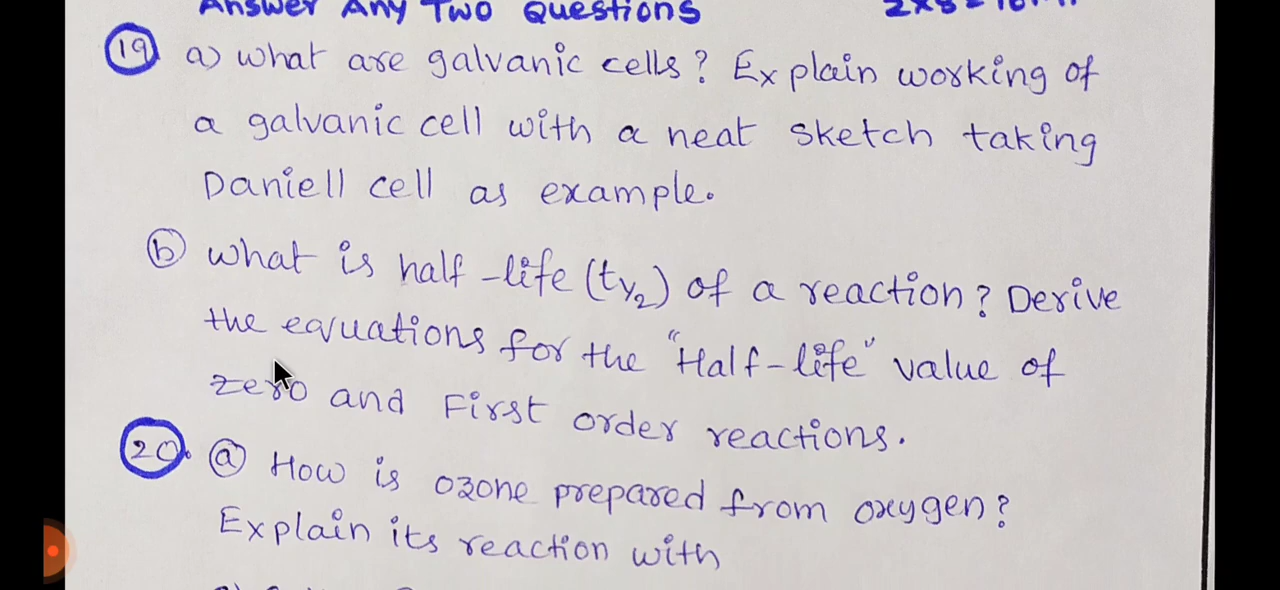 Answer Any Two Questions
19 a) what are galvanic cells? Explain working of
a galvanic cell with a neat sketch taking
Daniell cell as example.
b what is half-life (t1/2) of a reaction? Derive
the equations for the "Half-life" value of
zero and First order reactions.
20. a How is ozone prepared from oxygen?
Explain its reaction with